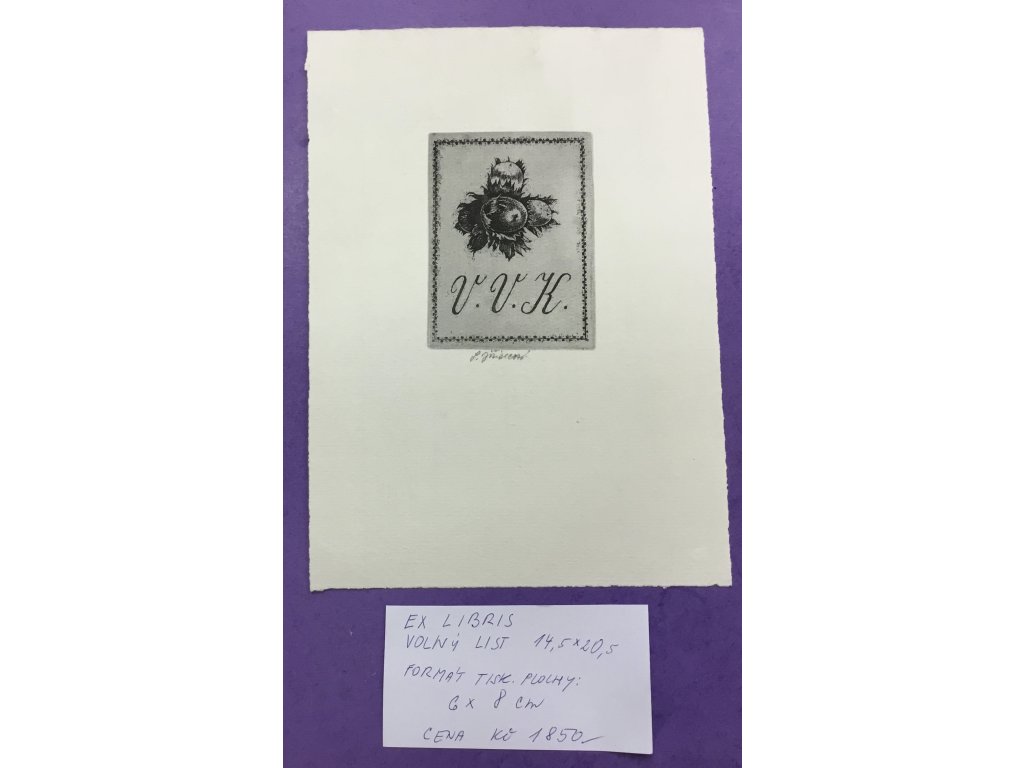 V. V. K.
EX LIBRIS
VOLNÝ LIST 14,5 x 20,5
FORMÁT TISK. PLOCHY:
6 x 8 cm
CENA Kč 1850,-